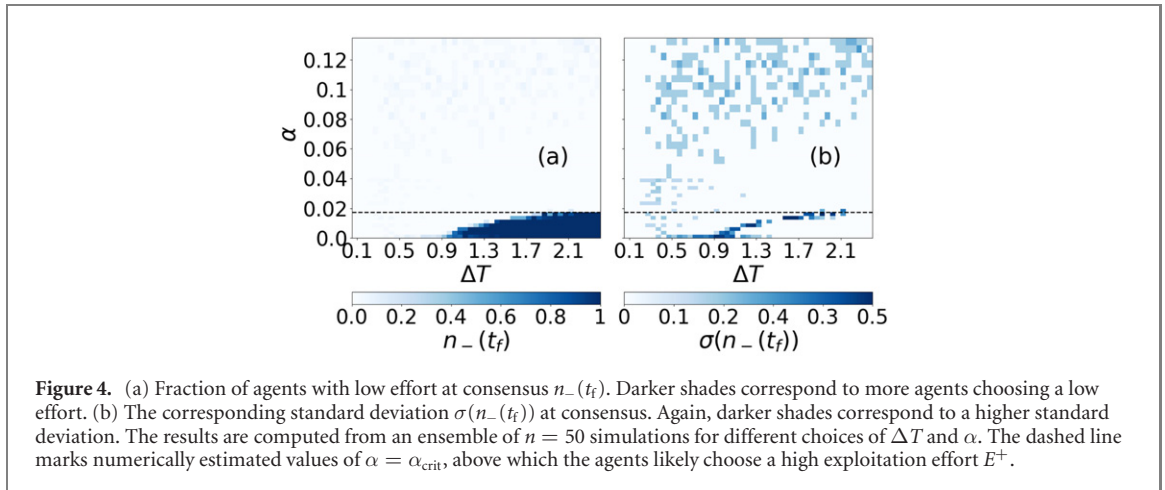 0.12
0.1
0.08
0.06
0.04
0.02
0.0
α
(a)
(b)
0.1 0.5 0.9 1.3 1.7 2.1
ΔT
0.1 0.5 0.9 1.3 1.7 2.1
ΔT
0.0 0.2 0.4 0.6 0.8 1
n₋(t_f)
0 0.1 0.2 0.4 0.3 0.5
σ(n₋(t_f))
Figure 4. (a) Fraction of agents with low effort at consensus n₋(t_f). Darker shades correspond to more agents choosing a low
effort. (b) The corresponding standard deviation σ(n₋(t_f)) at consensus. Again, darker shades correspond to a higher standard
deviation. The results are computed from an ensemble of n = 50 simulations for different choices of ΔT and α. The dashed line
marks numerically estimated values of α = α_crit, above which the agents likely choose a high exploitation effort E⁺.